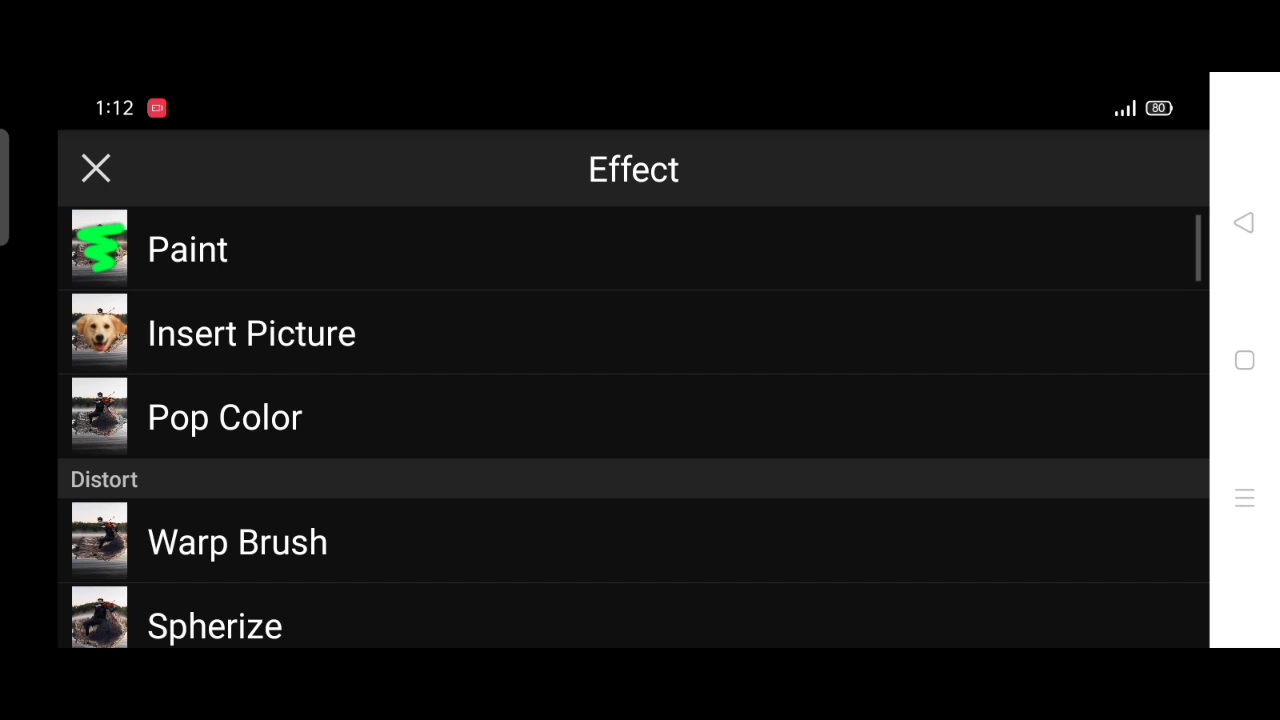 1:12
80
Effect
Paint
Insert Picture
Pop Color
Distort
Warp Brush
Spherize